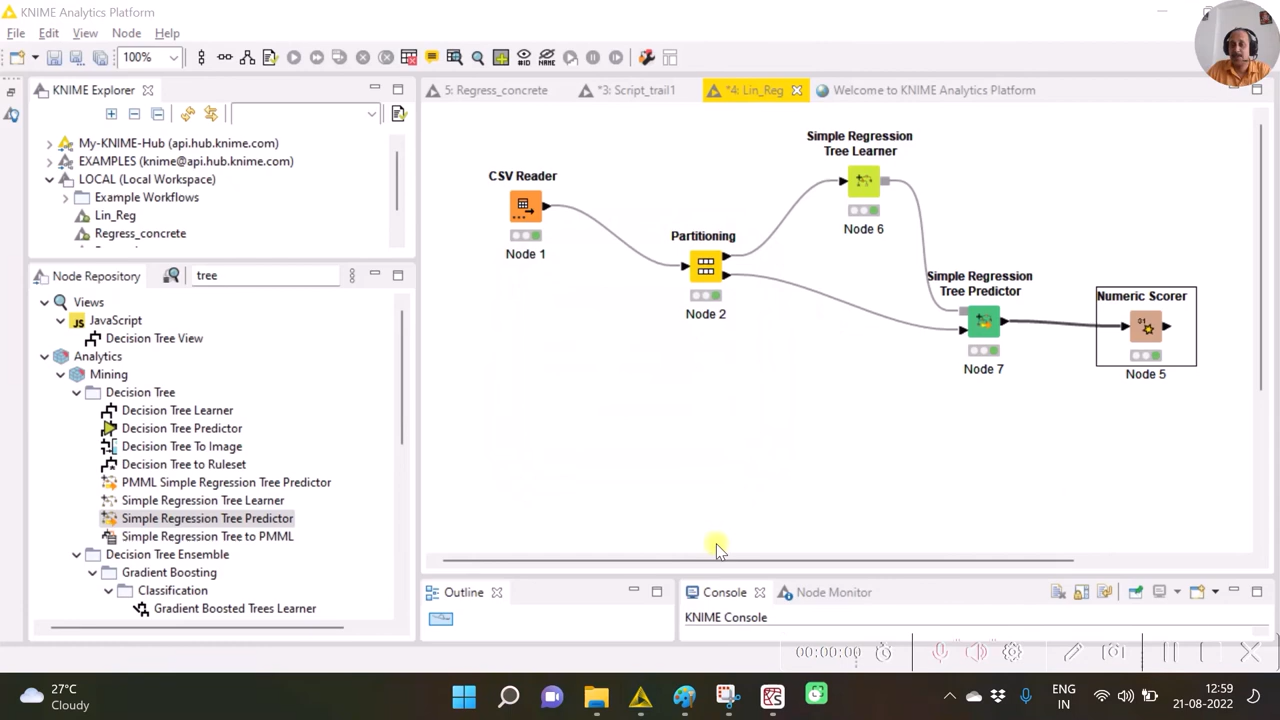 KNIME Analytics Platform
File Edit View Node Help
100%
KNIME Explorer
My-KNIME-Hub (api.hub.knime.com)
EXAMPLES (knime@api.hub.knime.com)
LOCAL (Local Workspace)
Example Workflows
Lin_Reg
Regress_concrete
Node Repository
tree
Views
JavaScript
Decision Tree View
Analytics
Mining
Decision Tree
Decision Tree Learner
Decision Tree Predictor
Decision Tree To Image
Decision Tree to Ruleset
PMML Simple Regression Tree Predictor
Simple Regression Tree Learner
Simple Regression Tree Predictor
Simple Regression Tree to PMML
Decision Tree Ensemble
Gradient Boosting
Classification
Gradient Boosted Trees Learner
5: Regress_concrete
*3: Script_trail1
*4: Lin_Reg
Welcome to KNIME Analytics Platform
CSV Reader
Node 1
Partitioning
Node 2
Simple Regression
Tree Learner
Node 6
Simple Regression
Tree Predictor
Node 7
Numeric Scorer
Node 5
Outline
Console
Node Monitor
KNIME Console
00:00:00
27°C
Cloudy
ENG
IN
12:59
21-08-2022